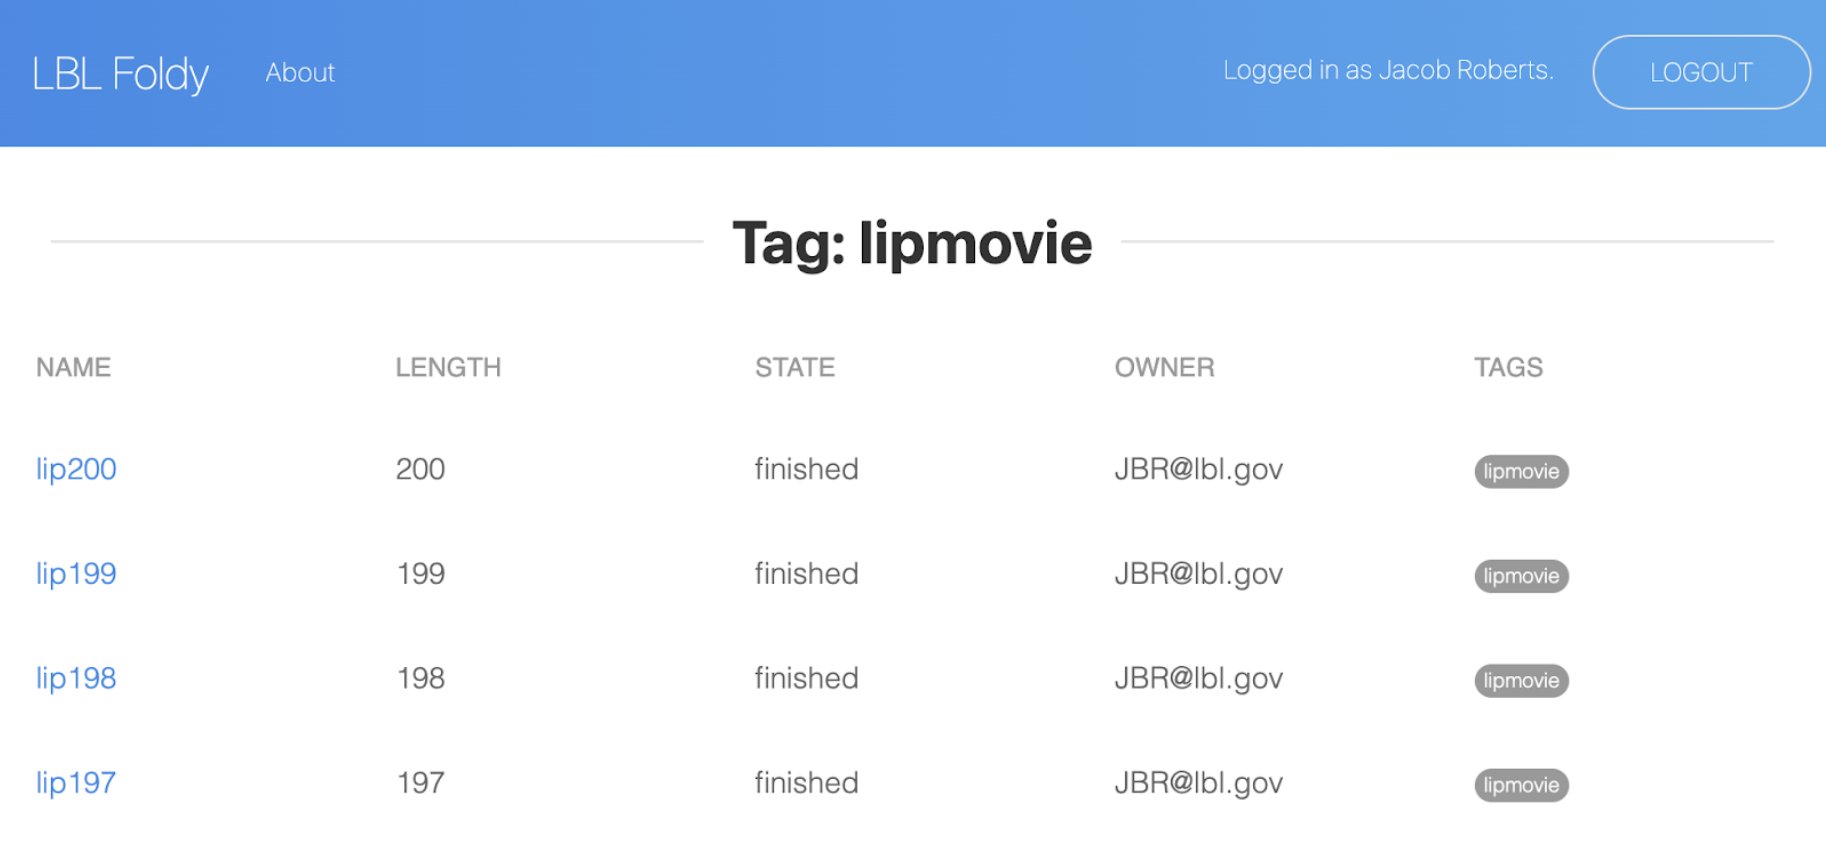 LBL Foldy About Logged in as Jacob Roberts. LOGOUT
Tag: lipmovie
NAME LENGTH STATE OWNER TAGS
lip200 200 finished JBR@lbl.gov lipmovie
lip199 199 finished JBR@lbl.gov lipmovie
lip198 198 finished JBR@lbl.gov lipmovie
lip197 197 finished JBR@lbl.gov lipmovie